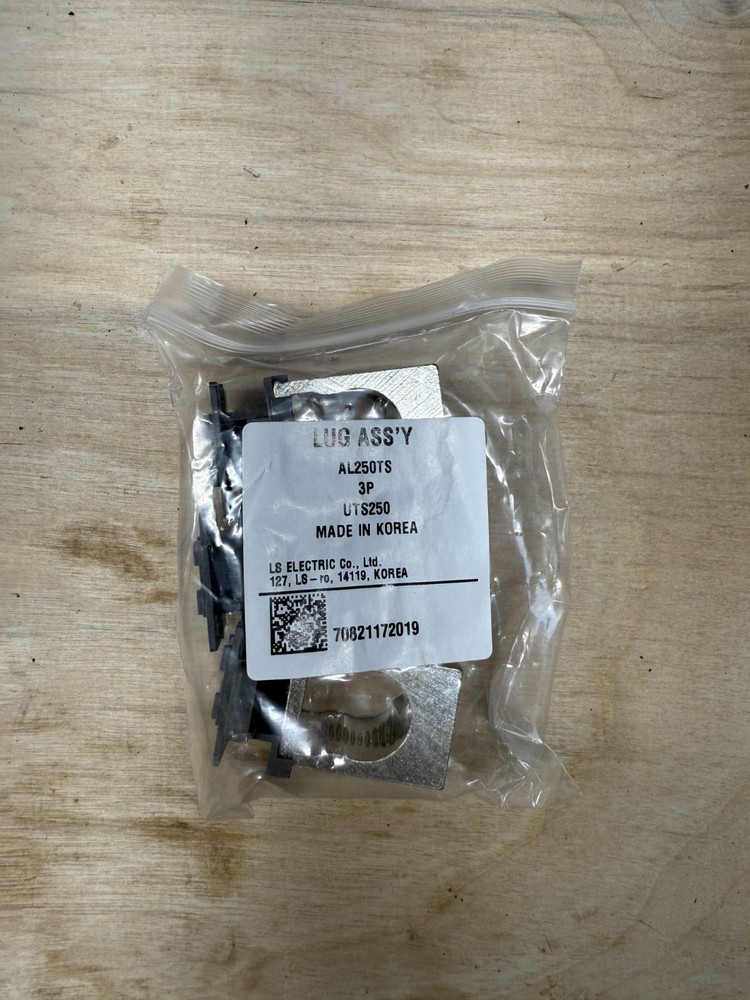 LUG ASS'Y
AL250TS
3P
UTS250
MADE IN KOREA
LS ELECTRIC Co., Ltd.
127, LS-ro, 14119, KOREA
70821172019